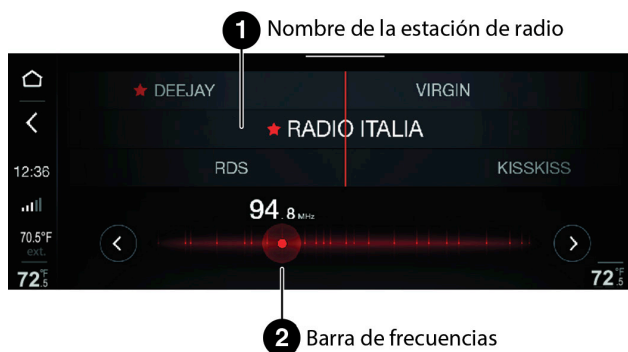 1 Nombre de la estación de radio
★ DEEJAY VIRGIN
★ RADIO ITALIA
12:36
RDS KISSKISS
94.8 MHz
70.5°F
ext.
72.5°F
72.5°F
2 Barra de frecuencias